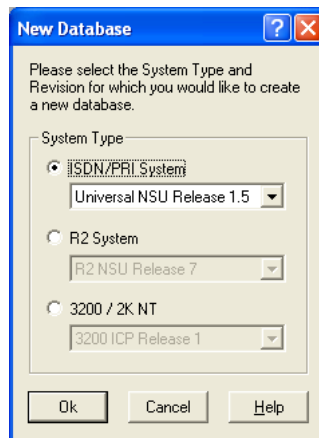 New Database
Please select the System Type and
Revision for which you would like to create
a new database.
System Type
ISDN/PRI System
Universal NSU Release 1.5
R2 System
R2 NSU Release 7
3200 / 2K NT
3200 ICP Release 1
Ok
Cancel
Help